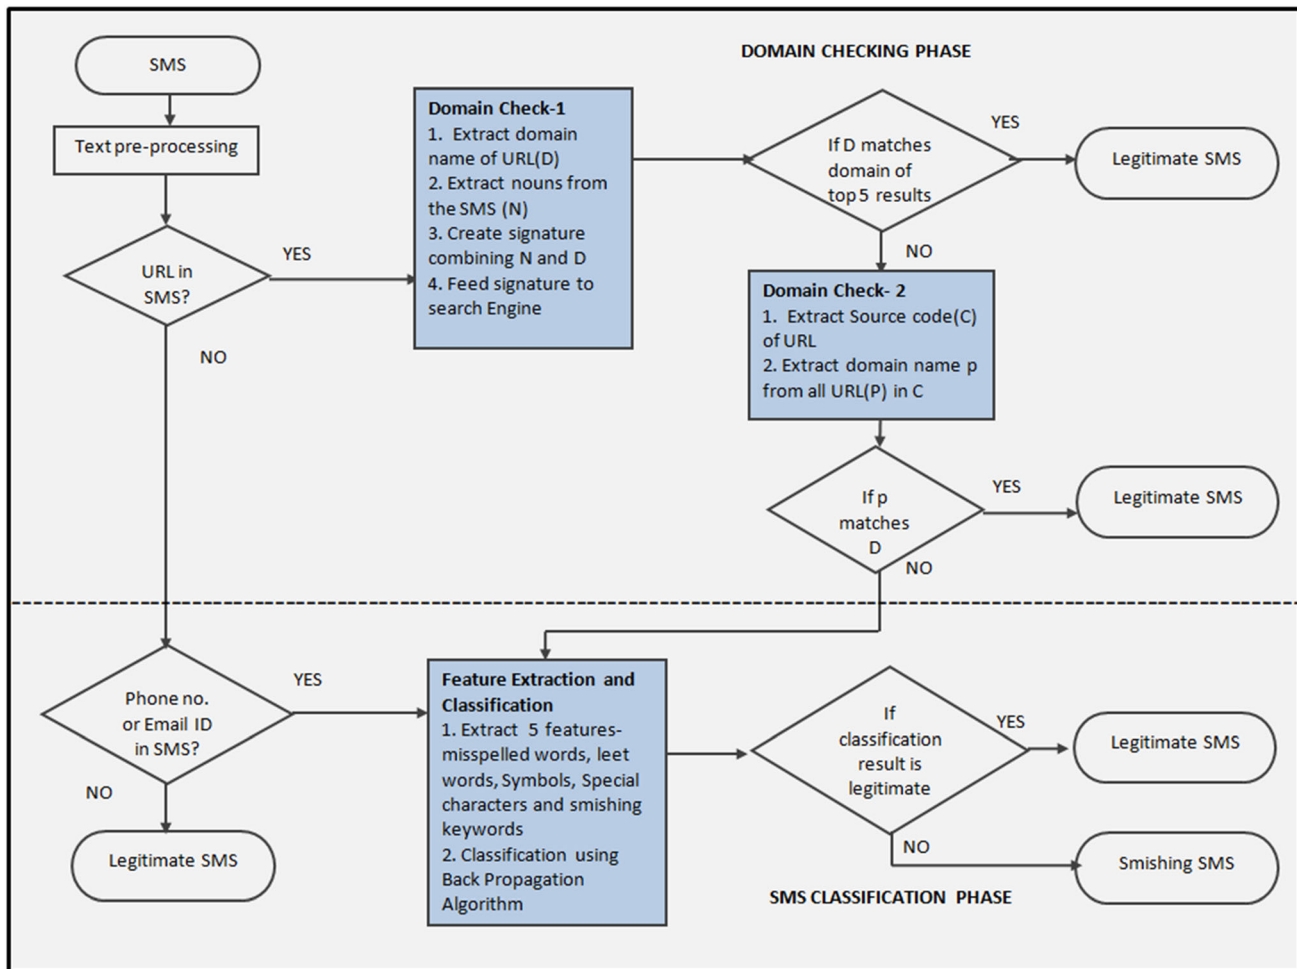 SMS
Text pre-processing
URL in
SMS?
YES
NO
Domain Check-1
1. Extract domain
name of URL(D)
2. Extract nouns from
the SMS (N)
3. Create signature
combining N and D
4. Feed signature to
search Engine
DOMAIN CHECKING PHASE
If D matches
domain of
top 5 results
YES
Legitimate SMS
NO
Domain Check- 2
1. Extract Source code(C)
of URL
2. Extract domain name p
from all URL(P) in C
If p
matches
D
YES
Legitimate SMS
NO
Phone no.
or Email ID
in SMS?
YES
NO
Legitimate SMS
Feature Extraction and
Classification
1. Extract 5 features-
misspelled words, leet
words, Symbols, Special
characters and smishing
keywords
2. Classification using
Back Propagation
Algorithm
If
classification
result is
legitimate
YES
Legitimate SMS
NO
Smishing SMS
SMS CLASSIFICATION PHASE